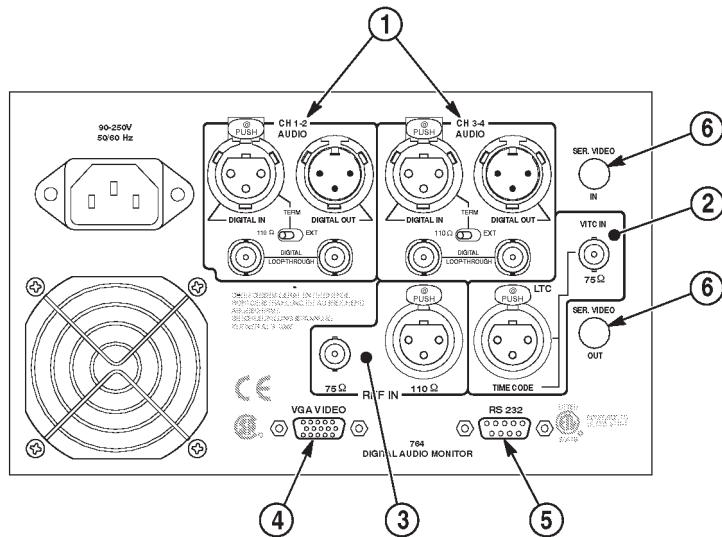 1
90-250V
50/60 Hz
PUSH
CH 1-2
AUDIO
PUSH
CH 3-4
AUDIO
SER. VIDEO
IN
6
2
DIGITAL IN
TERM
DIGITAL OUT
110 Ω
EXT
DIGITAL
LOOPTHROUGH
DIGITAL IN
TERM
DIGITAL OUT
110 Ω
EXT
DIGITAL
LOOPTHROUGH
VITC IN
75Ω
PUSH
PUSH
LTC
SER. VIDEO
OUT
6
75Ω
REF IN
110Ω
TIME CODE
CE
VGA VIDEO
RS 232
764
DIGITAL AUDIO MONITOR
4
3
5